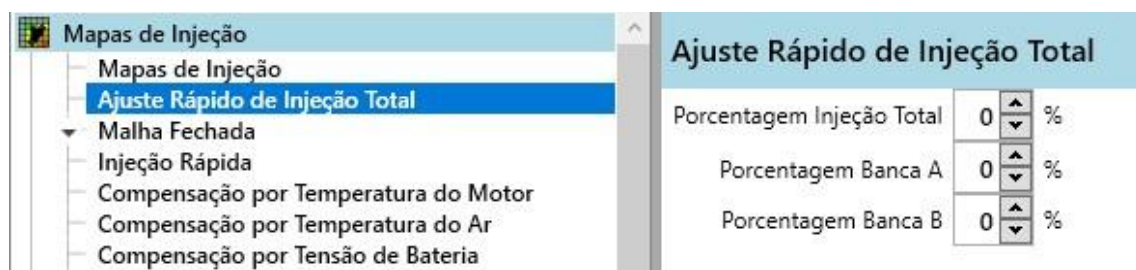 Mapas de Injeção
Mapas de Injeção
Ajuste Rápido de Injeção Total
Malha Fechada
Injeção Rápida
Compensação por Temperatura do Motor
Compensação por Temperatura do Ar
Compensação por Tensão de Bateria
Ajuste Rápido de Injeção Total
Porcentagem Injeção Total 0 %
Porcentagem Banca A 0 %
Porcentagem Banca B 0 %